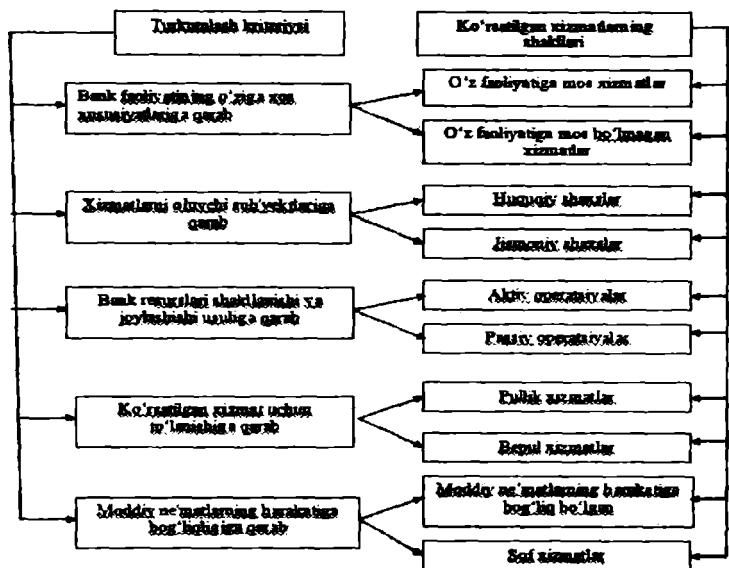 Turkumlash kriteriysi
Ko‘rsatilgan xizmatlarning
shakllari
Bank faoliyatining o‘ziga xos
xususiyatlariga qarab
O‘z faoliyatiga mos xizmatlar
O‘z faoliyatiga mos bo‘lmagan
xizmatlar
Xizmatlarni oluvchi sub’yektlariga
qarab
Huquqiy shaxslar
Jismoniy shaxslar
Bank resurslari shakllanishi va
joylashishi usuliga qarab
Aktiv operatsiyalar
Passiv operatsiyalar
Ko‘rsatilgan xizmat uchun
to‘lanishiga qarab
Pullik xizmatlar
Bepul xizmatlar
Moddiy ne’matlarning harakatiga
bog‘liqligiga qarab
Moddiy ne’matlarning harakatiga
bog‘liq bo‘lgan
Sof xizmatlar